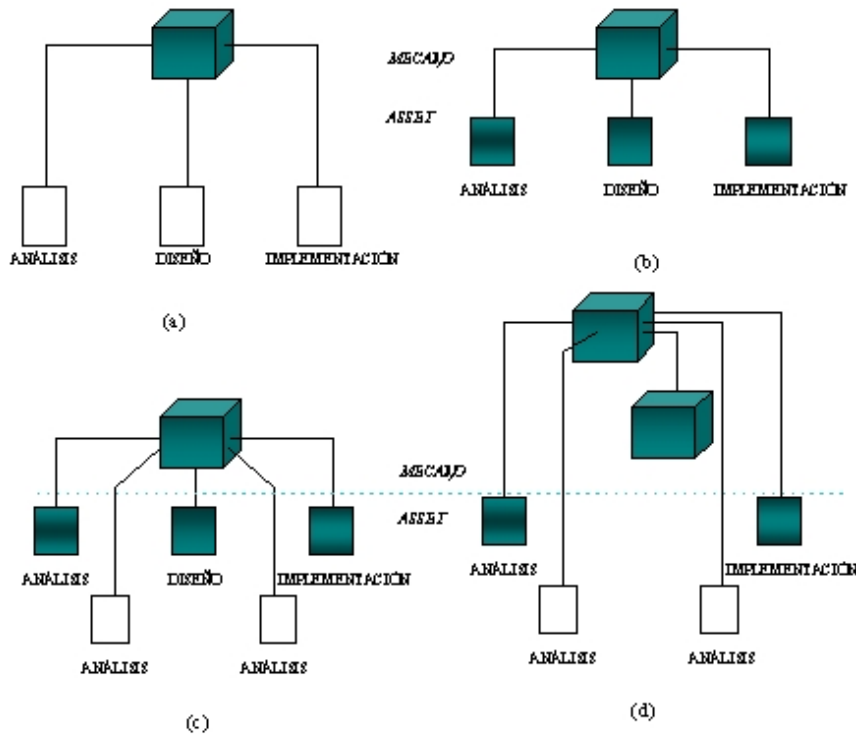 MECANO
ASSET
ANÁLISIS DISEÑO IMPLEMENTACIÓN
(a)
ANÁLISIS DISEÑO IMPLEMENTACIÓN
(b)
MECANO
ASSET
ANÁLISIS DISEÑO IMPLEMENTACIÓN
ANÁLISIS ANÁLISIS
(c)
ANÁLISIS IMPLEMENTACIÓN
ANÁLISIS ANÁLISIS
(d)